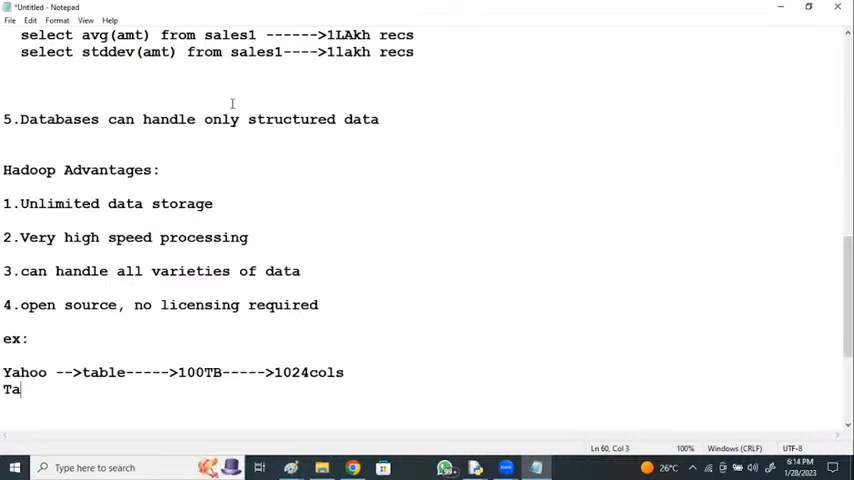 *Untitled - Notepad
File Edit Format View Help
select avg(amt) from sales1 ------>1LAkh recs
select stddev(amt) from sales1---->1lakh recs
5.Databases can handle only structured data
Hadoop Advantages:
1.Unlimited data storage
2.Very high speed processing
3.can handle all varieties of data
4.open source, no licensing required
ex:
Yahoo -->table----->100TB----->1024cols
Ta
Ln 60, Col 3 100% Windows (CRLF) UTF-8
Type here to search 99+ 26°C 6:14 PM
1/28/2023